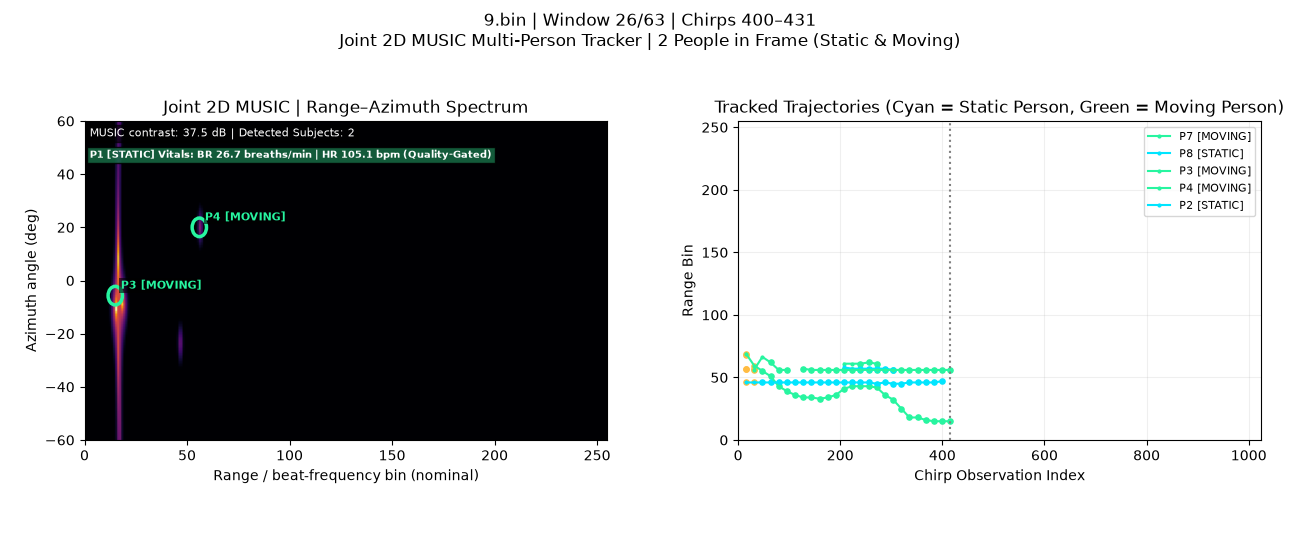 9.bin | Window 26/63 | Chirps 400–431
Joint 2D MUSIC Multi-Person Tracker | 2 People in Frame (Static & Moving)
Joint 2D MUSIC | Range–Azimuth Spectrum
MUSIC contrast: 37.5 dB | Detected Subjects: 2
P1 [STATIC] Vitals: BR 26.7 breaths/min | HR 105.1 bpm (Quality-Gated)
P4 [MOVING]
P3 [MOVING]
60
40
20
0
−20
−40
−60
Azimuth angle (deg)
0
50
100
150
200
250
Range / beat-frequency bin (nominal)
Tracked Trajectories (Cyan = Static Person, Green = Moving Person)
P7 [MOVING]
P8 [STATIC]
P3 [MOVING]
P4 [MOVING]
P2 [STATIC]
250
200
150
100
50
0
Range Bin
0
200
400
600
800
1000
Chirp Observation Index